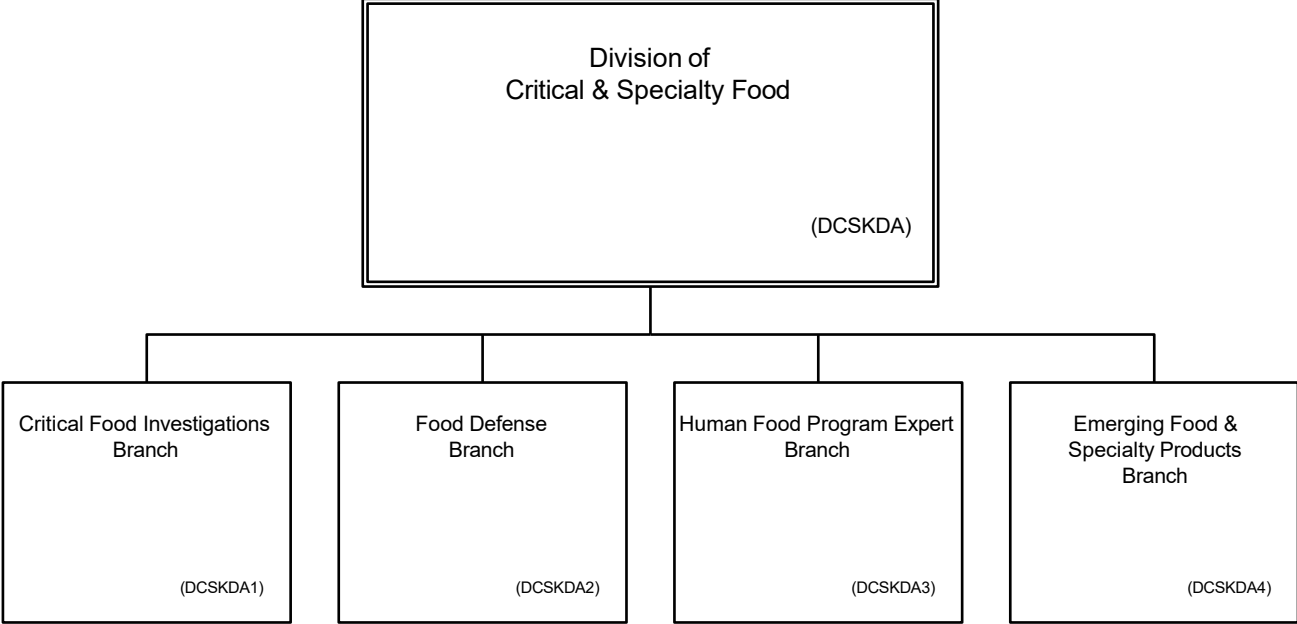 Division of
Critical & Specialty Food
(DCSKDA)
Critical Food Investigations
Branch
(DCSKDA1)
Food Defense
Branch
(DCSKDA2)
Human Food Program Expert
Branch
(DCSKDA3)
Emerging Food &
Specialty Products
Branch
(DCSKDA4)